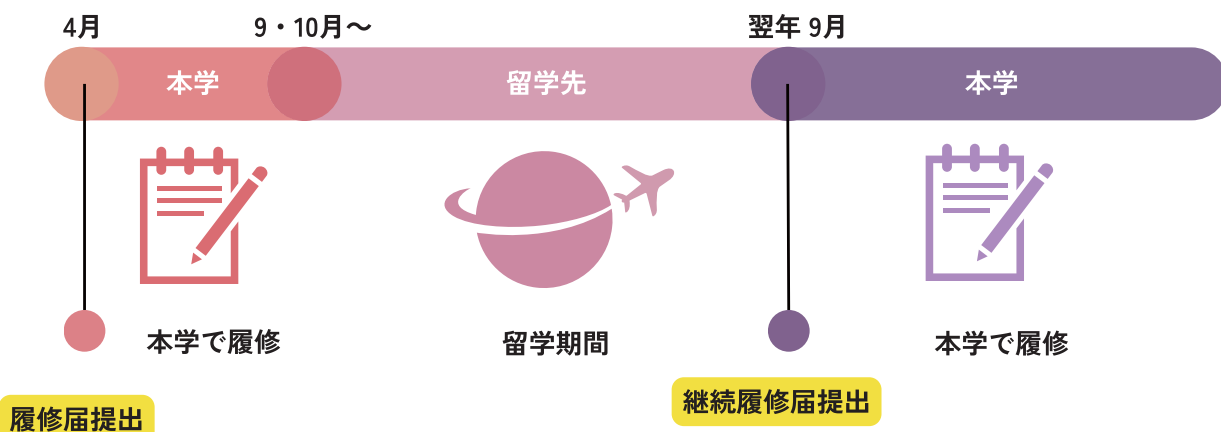 4月
9・10月～
翌年 9月
本学
留学先
本学
本学で履修
留学期間
本学で履修
履修届提出
継続履修届提出